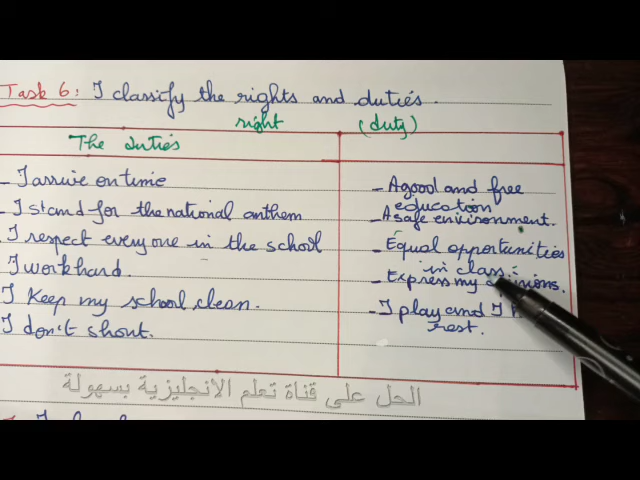 Task 6: I classify the rights and duties.
right (duty)
The duties
- I arrive on time
- I stand for the national anthem
I respect everyone in the school
I work hard.
I Keep my school clean.
I don't shout.
- A good and free
education
- A safe environment.
- Equal opportunities
in class.
- Express my opinions.
- I play and I
rest.
الحل على قناة تعلم الانجليزية بسهولة